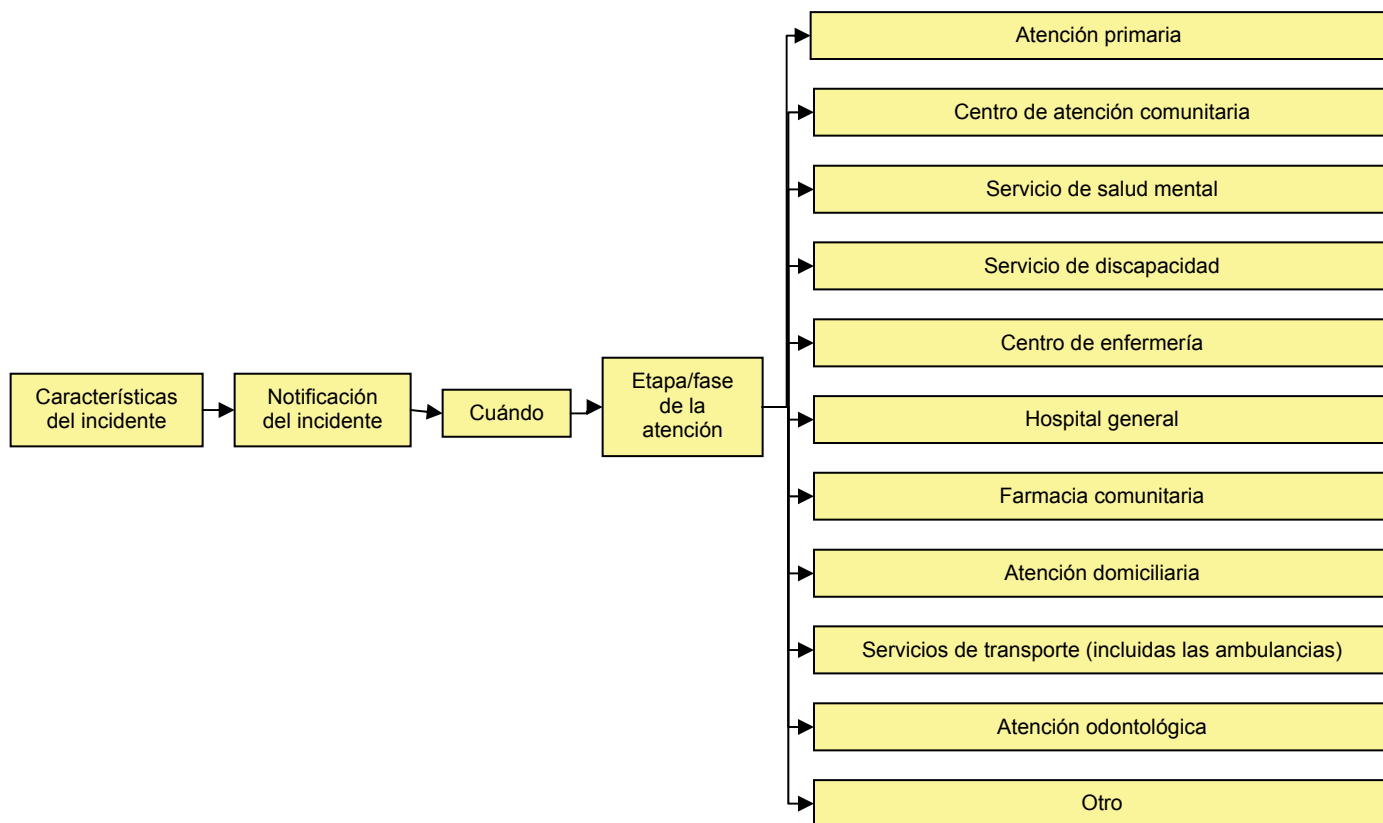 Características
del incidente
Notificación
del incidente
Cuándo
Etapa/fase
de la
atención
Atención primaria
Centro de atención comunitaria
Servicio de salud mental
Servicio de discapacidad
Centro de enfermería
Hospital general
Farmacia comunitaria
Atención domiciliaria
Servicios de transporte (incluidas las ambulancias)
Atención odontológica
Otro